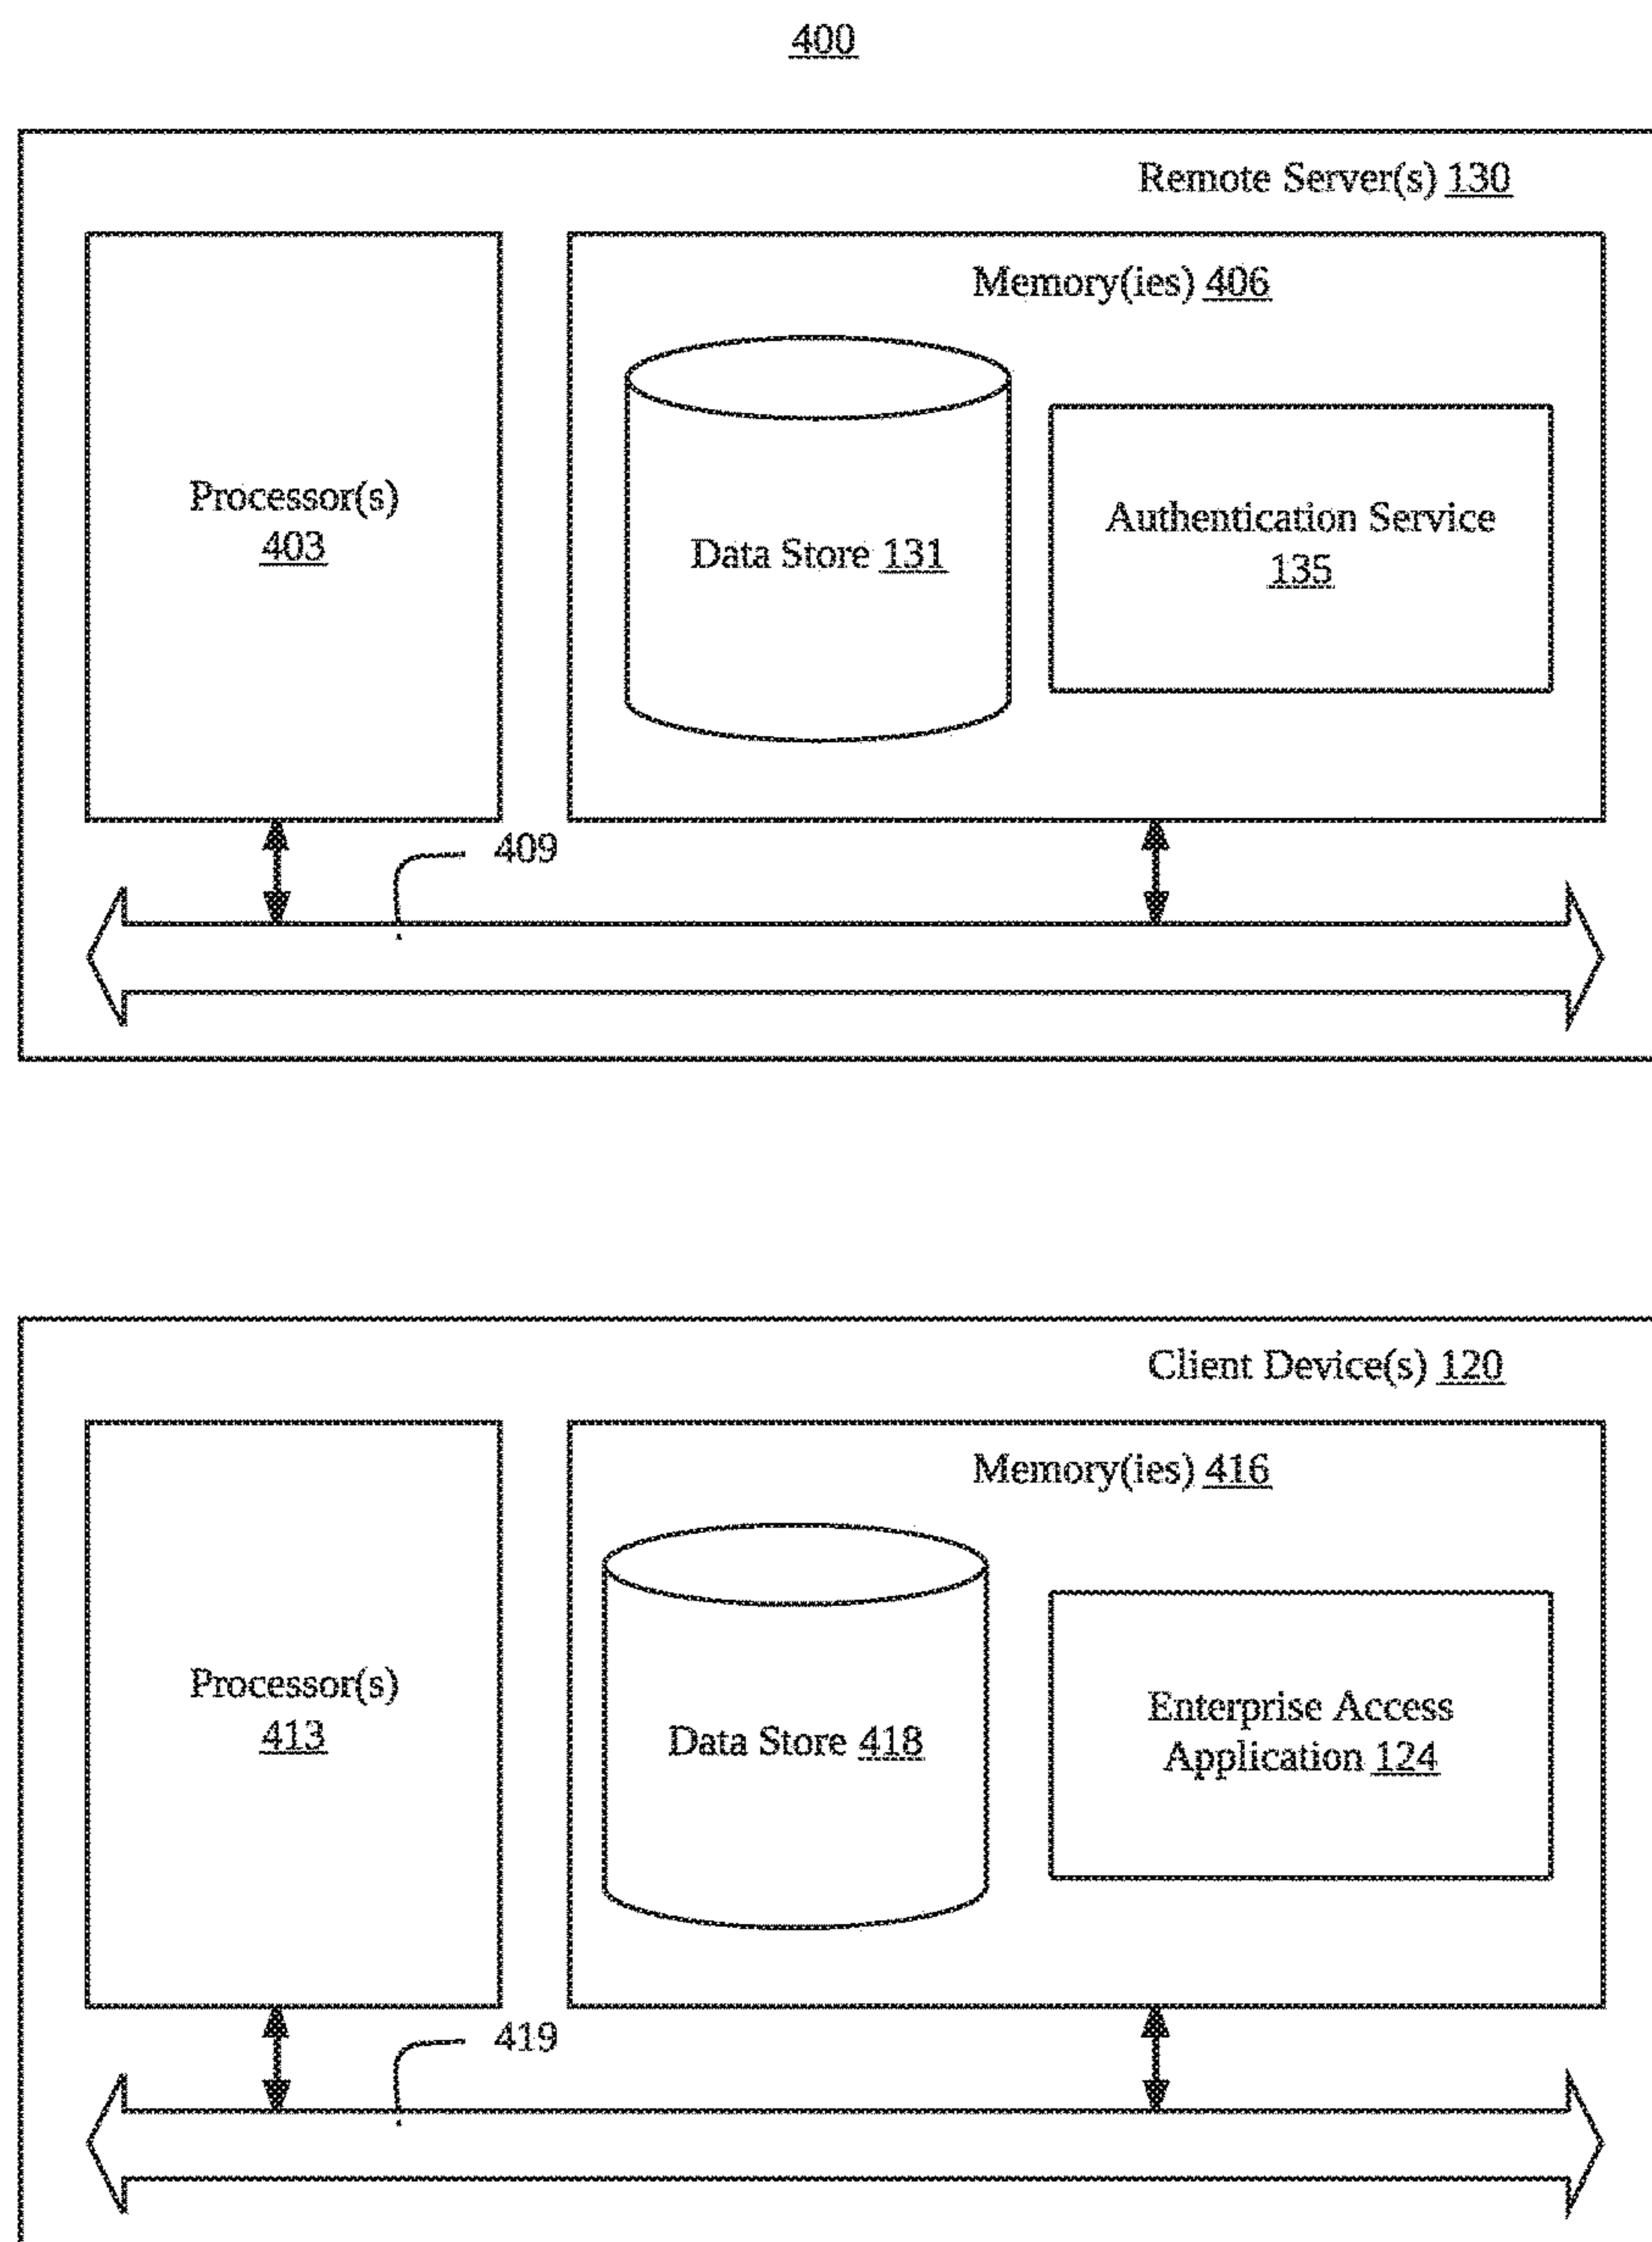 400
Remote Server(s) 130
Memory(ies) 406
Processor(s)
403
Data Store 131
Authentication Service
135
409
Client Device(s) 120
Memory(ies) 416
Processor(s)
413
Data Store 418
Enterprise Access
Application 124
419